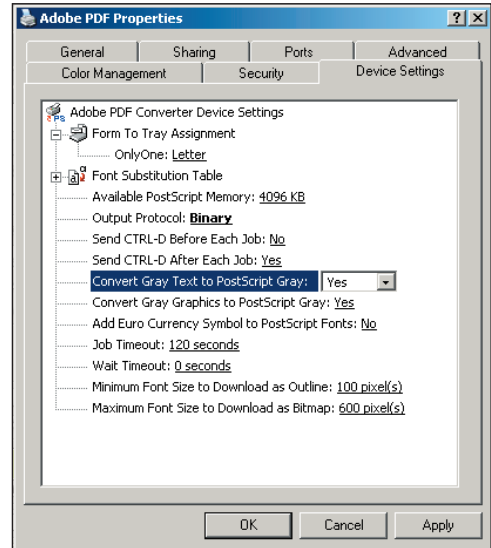 Adobe PDF Properties
General Sharing Ports Advanced
Color Management Security Device Settings
Adobe PDF Converter Device Settings
Form To Tray Assignment
OnlyOne: Letter
Font Substitution Table
Available PostScript Memory: 4096 KB
Output Protocol: Binary
Send CTRL-D Before Each Job: No
Send CTRL-D After Each Job: Yes
Convert Gray Text to PostScript Gray: Yes
Convert Gray Graphics to PostScript Gray: Yes
Add Euro Currency Symbol to PostScript Fonts: No
Job Timeout: 120 seconds
Wait Timeout: 0 seconds
Minimum Font Size to Download as Outline: 100 pixel(s)
Maximum Font Size to Download as Bitmap: 600 pixel(s)
OK Cancel Apply